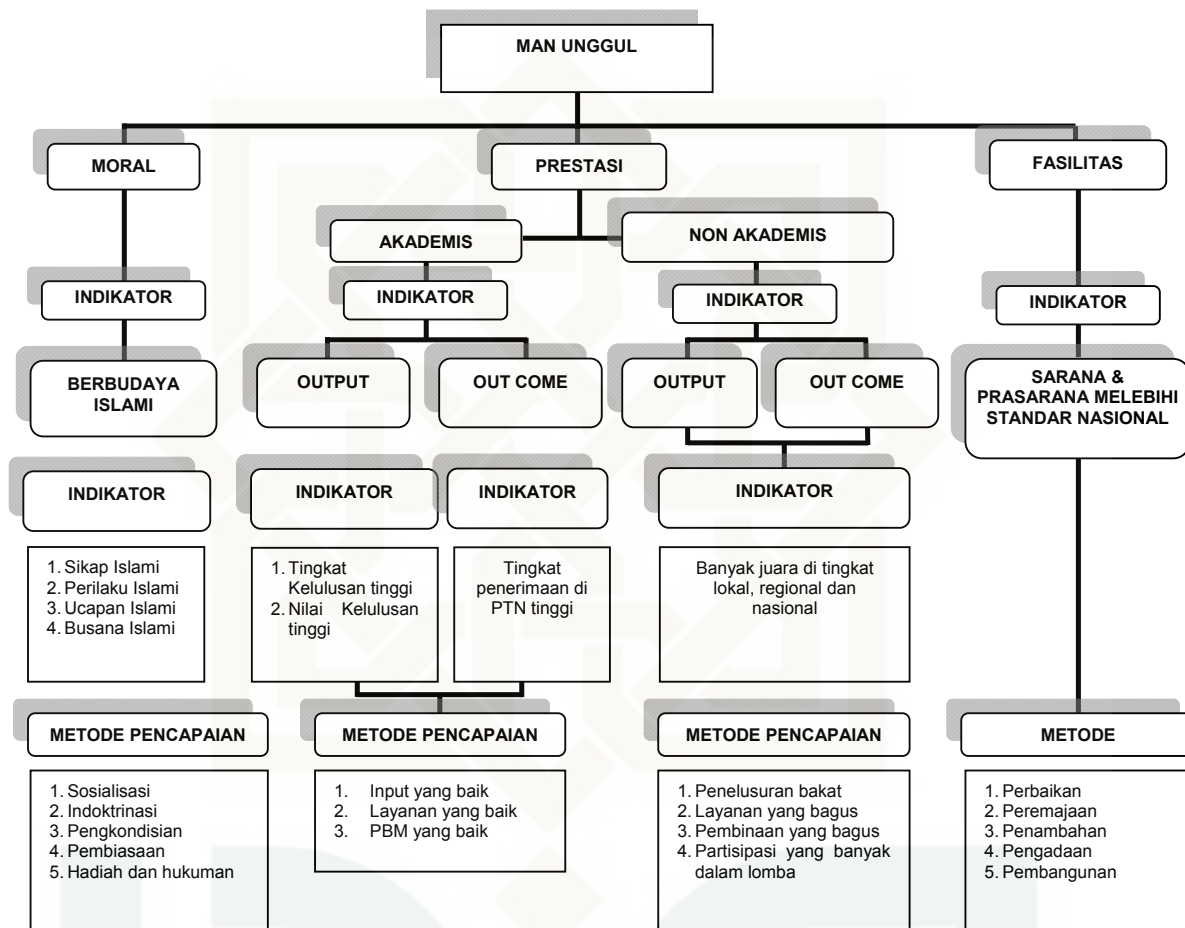 MAN UNGGUL
MORAL
PRESTASI
FASILITAS
AKADEMIS
NON AKADEMIS
INDIKATOR
INDIKATOR
INDIKATOR
INDIKATOR
BERBUDAYA
ISLAMI
OUTPUT
OUT COME
OUTPUT
OUT COME
SARANA &
PRASARANA MELEBIHI
STANDAR NASIONAL
INDIKATOR
INDIKATOR
INDIKATOR
INDIKATOR
1. Sikap Islami
2. Perilaku Islami
3. Ucapan Islami
4. Busana Islami
1. Tingkat
Kelulusan tinggi
2. Nilai Kelulusan
tinggi
Tingkat
penerimaan di
PTN tinggi
Banyak juara di tingkat
lokal, regional dan
nasional
METODE PENCAPAIAN
METODE PENCAPAIAN
METODE PENCAPAIAN
METODE
1. Sosialisasi
2. Indoktrinasi
3. Pengkondisian
4. Pembiasaan
5. Hadiah dan hukuman
1. Input yang baik
2. Layanan yang baik
3. PBM yang baik
1. Penelusuran bakat
2. Layanan yang bagus
3. Pembinaan yang bagus
4. Partisipasi yang banyak
dalam lomba
1. Perbaikan
2. Peremajaan
3. Penambahan
4. Pengadaan
5. Pembangunan